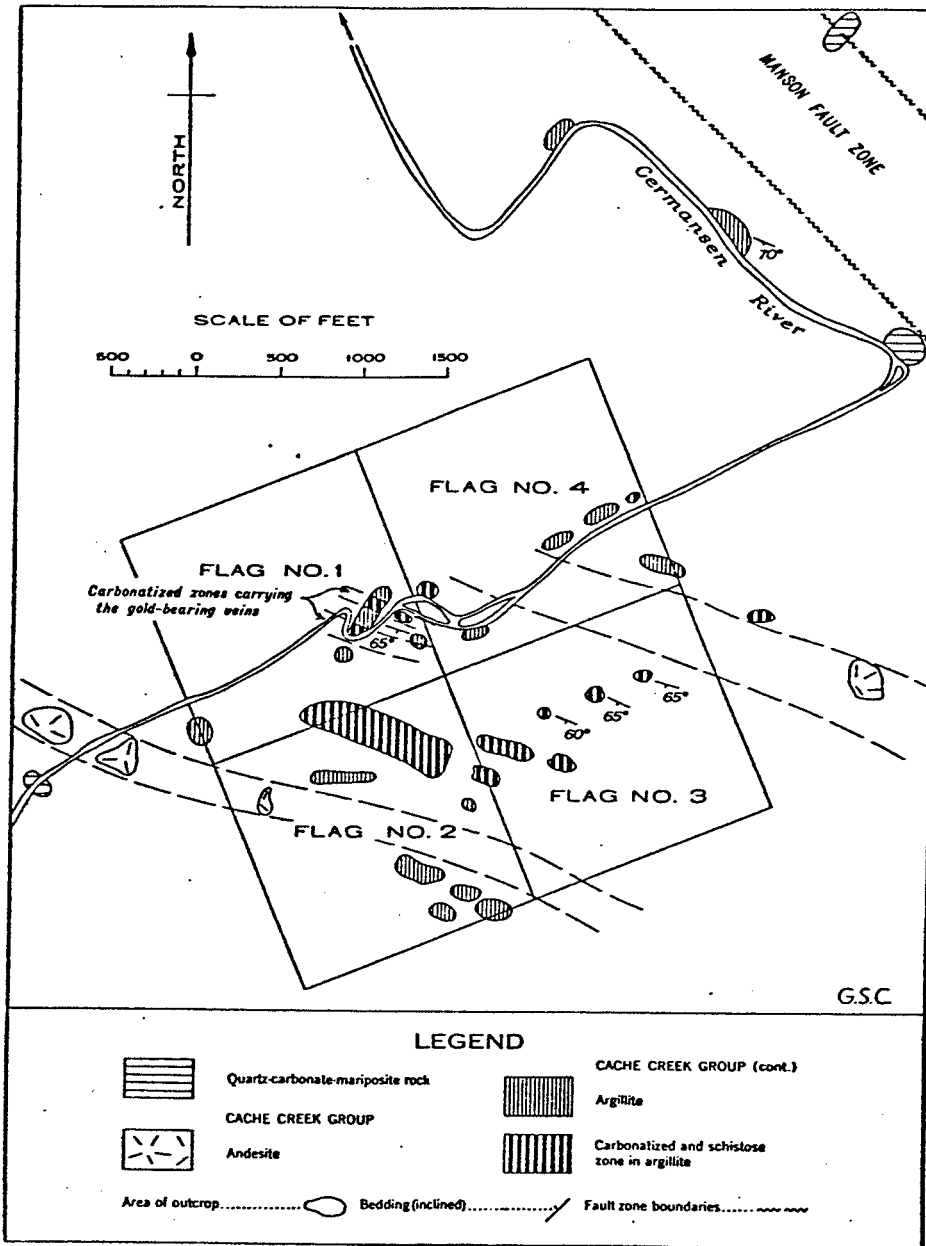 NORTH
MANSON FAULT ZONE
Germansen
River
70°
SCALE OF FEET
500 0 500 1000 1500
FLAG NO. 4
FLAG NO. 1
Carbonatized zones carrying
the gold-bearing veins
65°
65°
65°
60°
FLAG NO. 3
FLAG NO. 2
G.S.C.
LEGEND
Quartz-carbonate-mariposite rock
CACHE CREEK GROUP
Andesite
CACHE CREEK GROUP (cont.)
Argillite
Carbonatized and schistose
zone in argillite
Area of outcrop Bedding (inclined) Fault zone boundaries